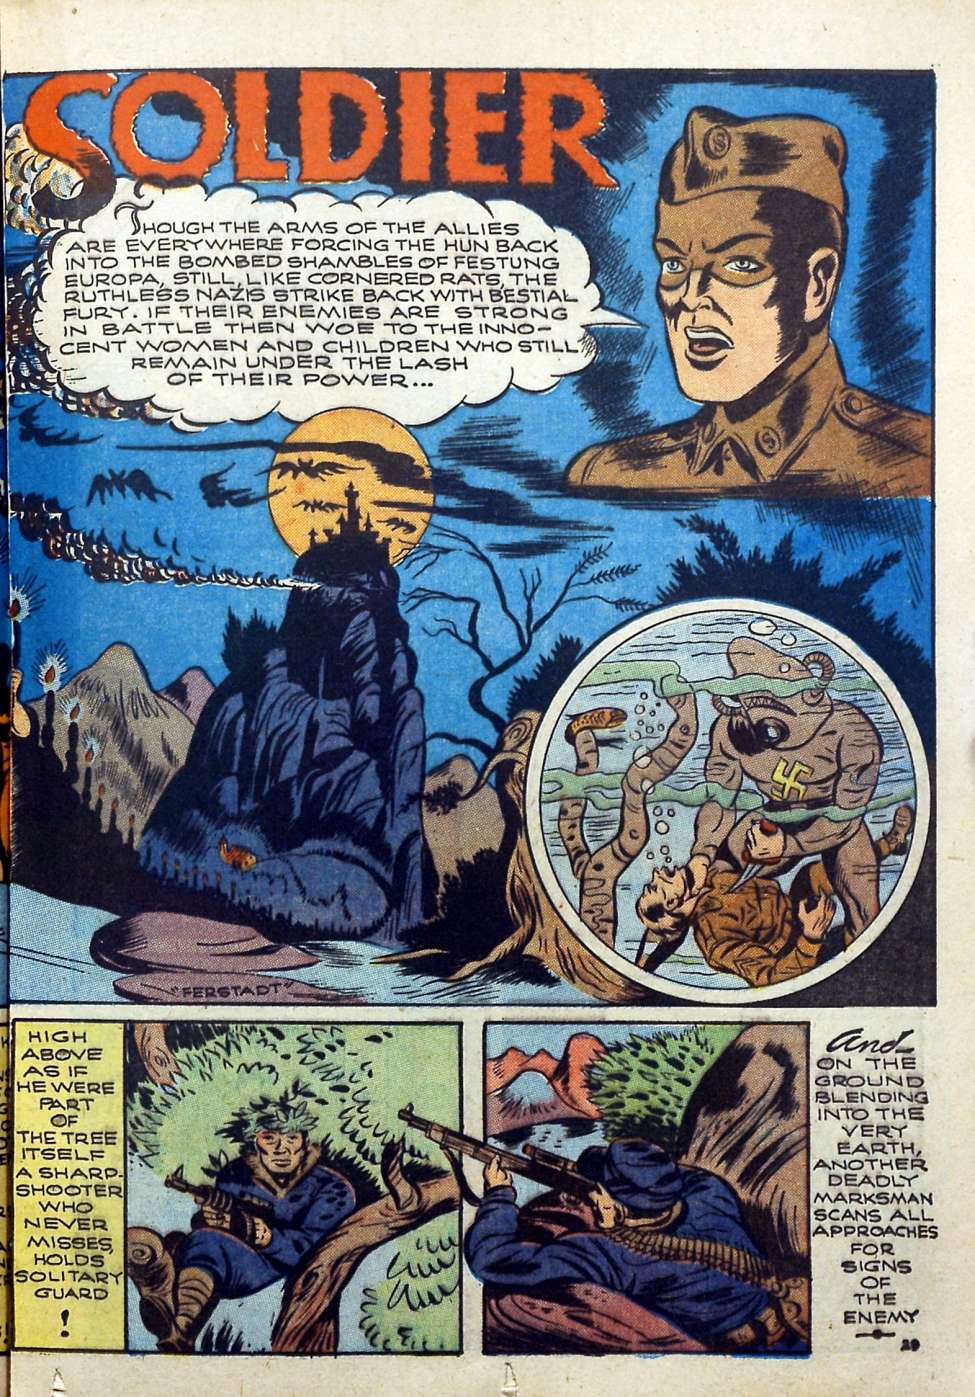 SOLDIER
THOUGH THE ARMS OF THE ALLIES
ARE EVERYWHERE FORCING THE HUN BACK
INTO THE BOMBED SHAMBLES OF FESTUNG
EUROPA, STILL, LIKE CORNERED RATS, THE
RUTHLESS NAZIS STRIKE BACK WITH BESTIAL
FURY. IF THEIR ENEMIES ARE STRONG
IN BATTLE THEN WOE TO THE INNO-
CENT WOMEN AND CHILDREN WHO STILL
REMAIN UNDER THE LASH
OF THEIR POWER...
"FERSTADT"
HIGH
ABOVE
AS IF
HE WERE
PART
OF
THE TREE
ITSELF
A SHARP-
SHOOTER
WHO
NEVER
MISSES,
HOLDS
SOLITARY
GUARD
!
And
ON THE
GROUND
BLENDING
INTO THE
VERY
EARTH,
ANOTHER
DEADLY
MARKSMAN
SCANS ALL
APPROACHES
FOR
SIGNS
OF
THE
ENEMY
29